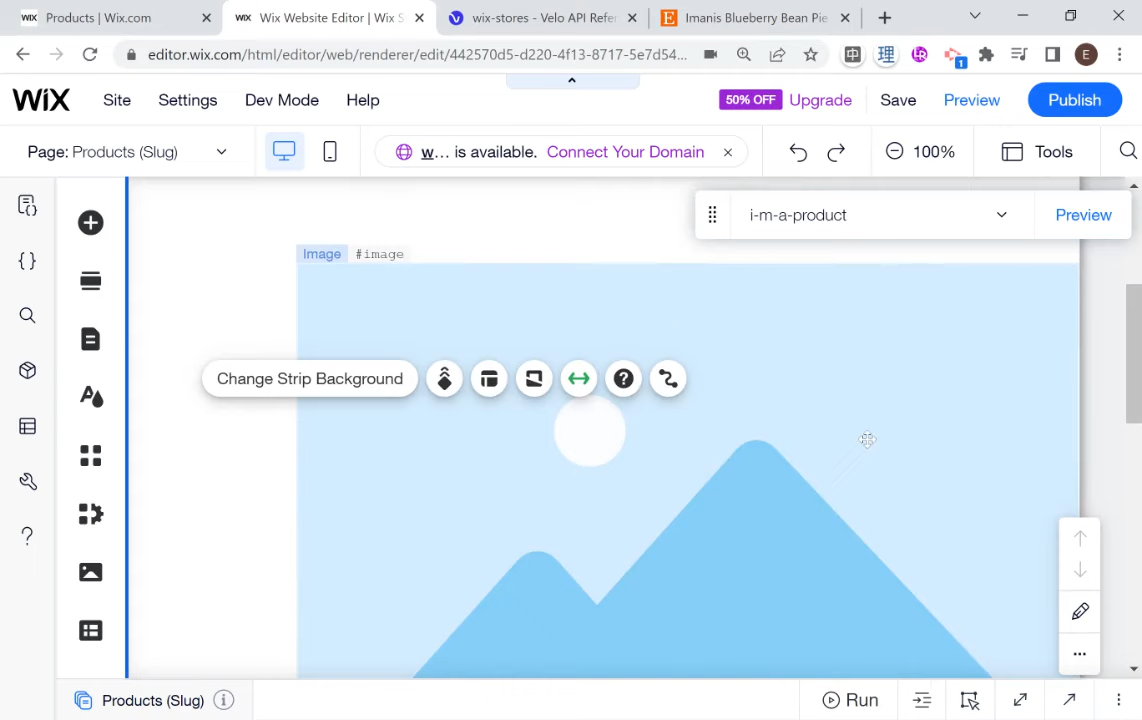 WIX Products | Wix.com
WIX Wix Website Editor | Wix S
wix-stores - Velo API Refer
E Imanis Blueberry Bean Pie
editor.wix.com/html/editor/web/renderer/edit/442570d5-d220-4f13-8717-5e7d54...
1
E
WiX
Site
Settings
Dev Mode
Help
50% OFF
Upgrade
Save
Preview
Publish
Page: Products (Slug)
w... is available.
Connect Your Domain
100%
Tools
i-m-a-product
Preview
Image
#image
Change Strip Background
Products (Slug)
Run